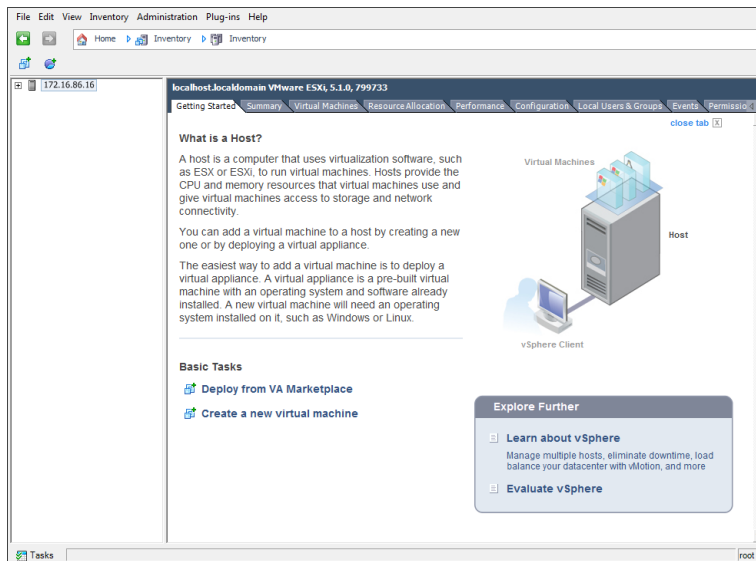 File Edit View Inventory Administration Plug-ins Help
Home Inventory Inventory
172.16.86.16
localhost.localdomain VMware ESXi, 5.1.0, 799733
Getting Started Summary Virtual Machines Resource Allocation Performance Configuration Local Users & Groups Events
close tab
What is a Host?
A host is a computer that uses virtualization software, such
as ESX or ESXi, to run virtual machines. Hosts provide the
CPU and memory resources that virtual machines use and
give virtual machines access to storage and network
connectivity.
You can add a virtual machine to a host by creating a new
one or by deploying a virtual appliance.
The easiest way to add a virtual machine is to deploy a
virtual appliance. A virtual appliance is a pre-built virtual
machine with an operating system and software already
installed. A new virtual machine will need an operating
system installed on it, such as Windows or Linux.
Virtual Machines
Host
vSphere Client
Basic Tasks
Deploy from VA Marketplace
Create a new virtual machine
Explore Further
Learn about vSphere
Manage multiple hosts, eliminate downtime, load
balance your datacenter with vMotion, and more
Evaluate vSphere
Tasks
root